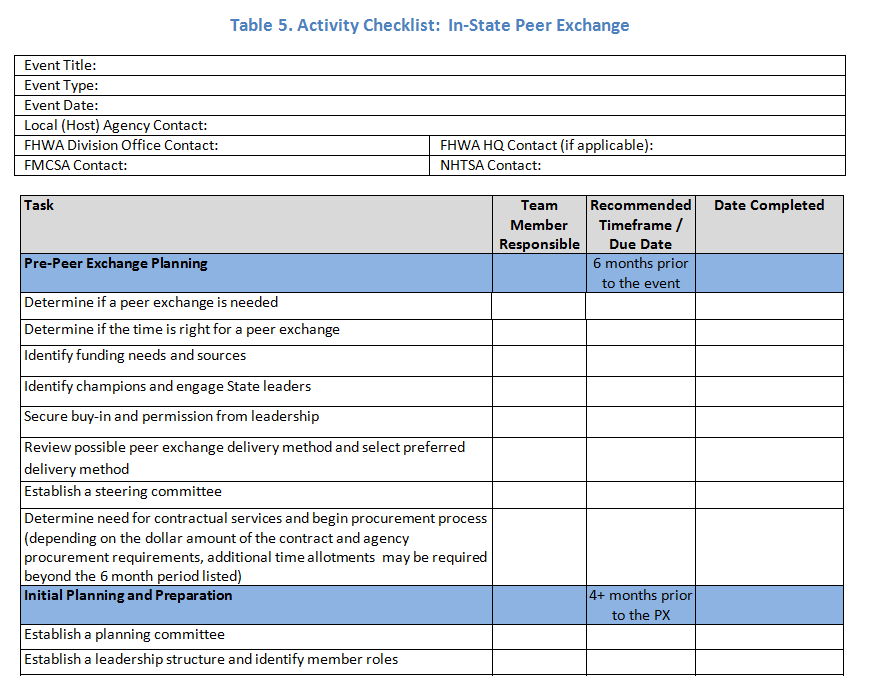 Table 5. Activity Checklist: In-State Peer Exchange
Event Title:
Event Type:
Event Date:
Local (Host) Agency Contact:
FHWA Division Office Contact:
FHWA HQ Contact (if applicable):
FMCSA Contact:
NHTSA Contact:
Task
Team
Member
Responsible
Recommended
Timeframe /
Due Date
Date Completed
Pre-Peer Exchange Planning
6 months prior
to the event
Determine if a peer exchange is needed
Determine if the time is right for a peer exchange
Identify funding needs and sources
Identify champions and engage State leaders
Secure buy-in and permission from leadership
Review possible peer exchange delivery method and select preferred
delivery method
Establish a steering committee
Determine need for contractual services and begin procurement process
(depending on the dollar amount of the contract and agency
procurement requirements, additional time allotments may be required
beyond the 6 month period listed)
Initial Planning and Preparation
4+ months prior
to the PX
Establish a planning committee
Establish a leadership structure and identify member roles